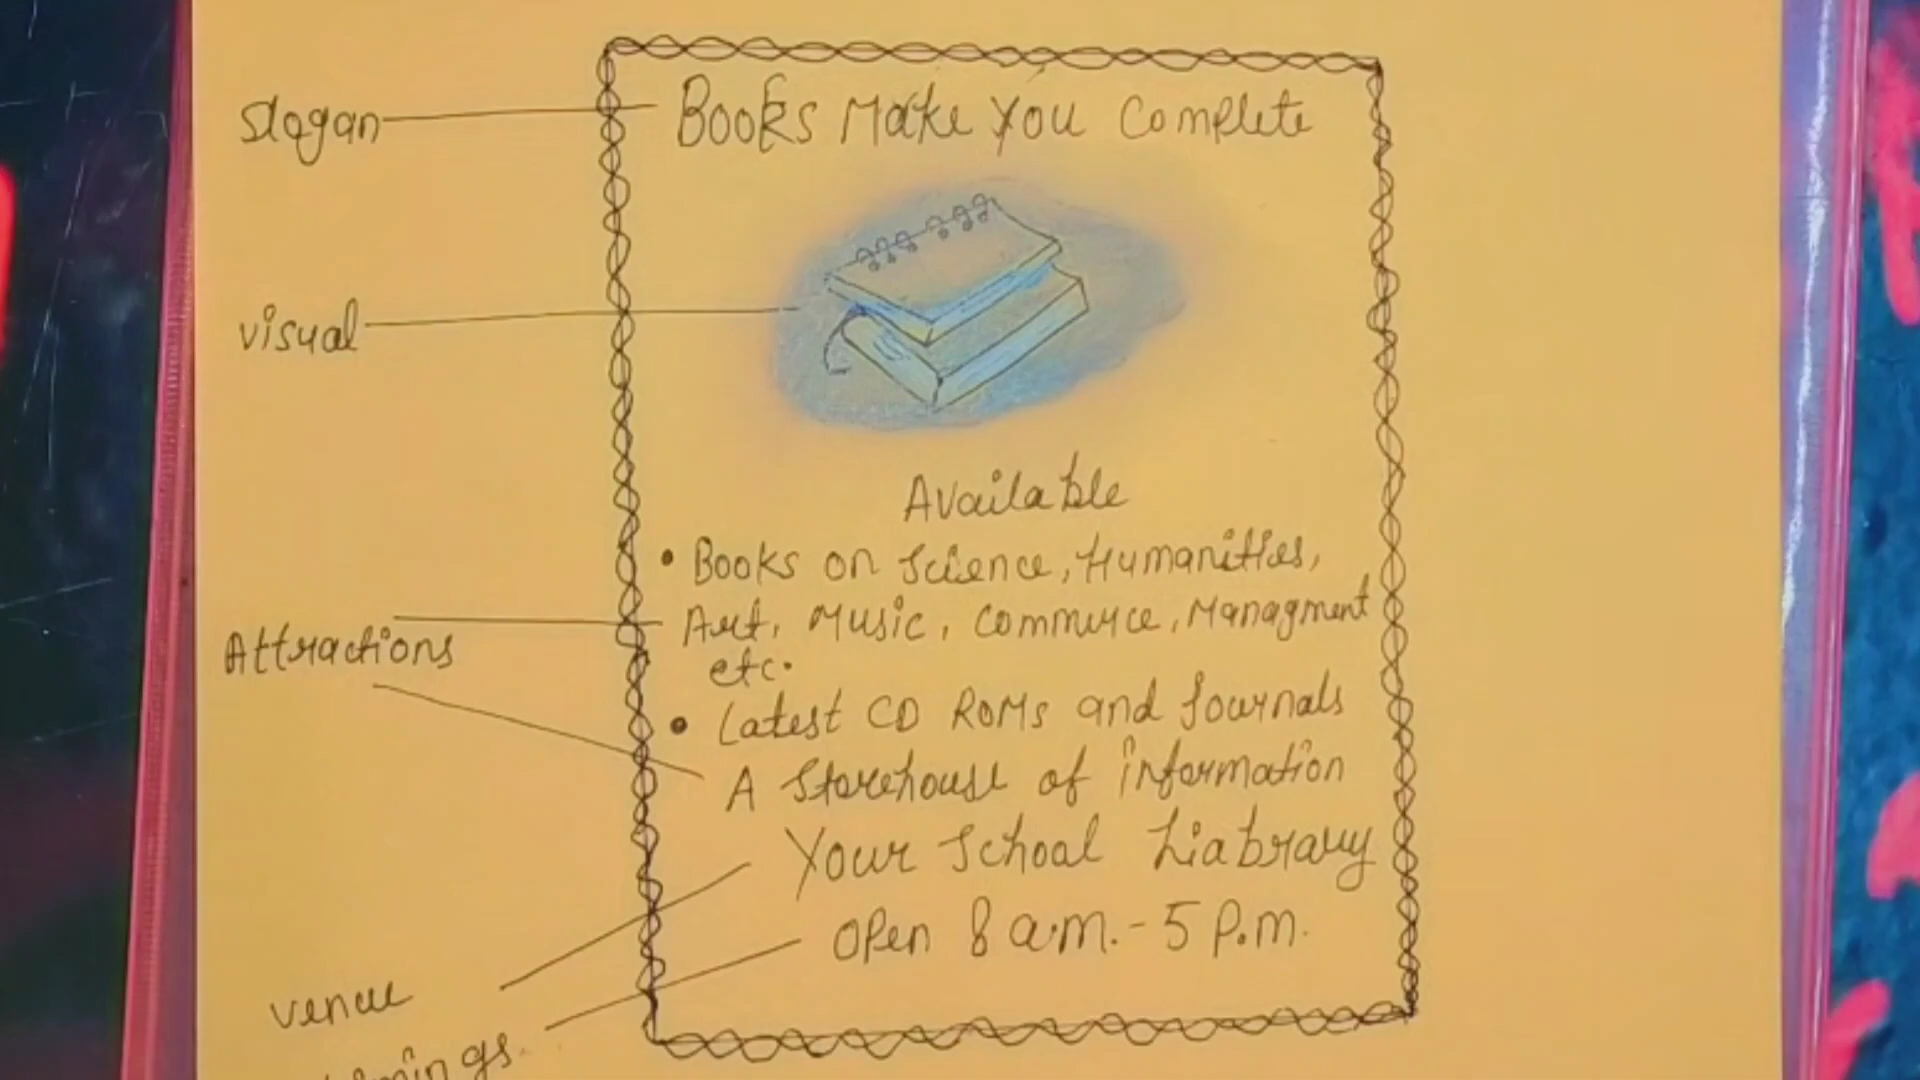 Slogan
Books Make You Complete
visual
Available
• Books on Science, Humanities,
Art, Music, Commerce, Managment
etc.
Attractions
• Latest CD ROMs and Journals
A Storehouse of information
Your School Liabrary
Open 8 a.m. - 5 P.m.
venue